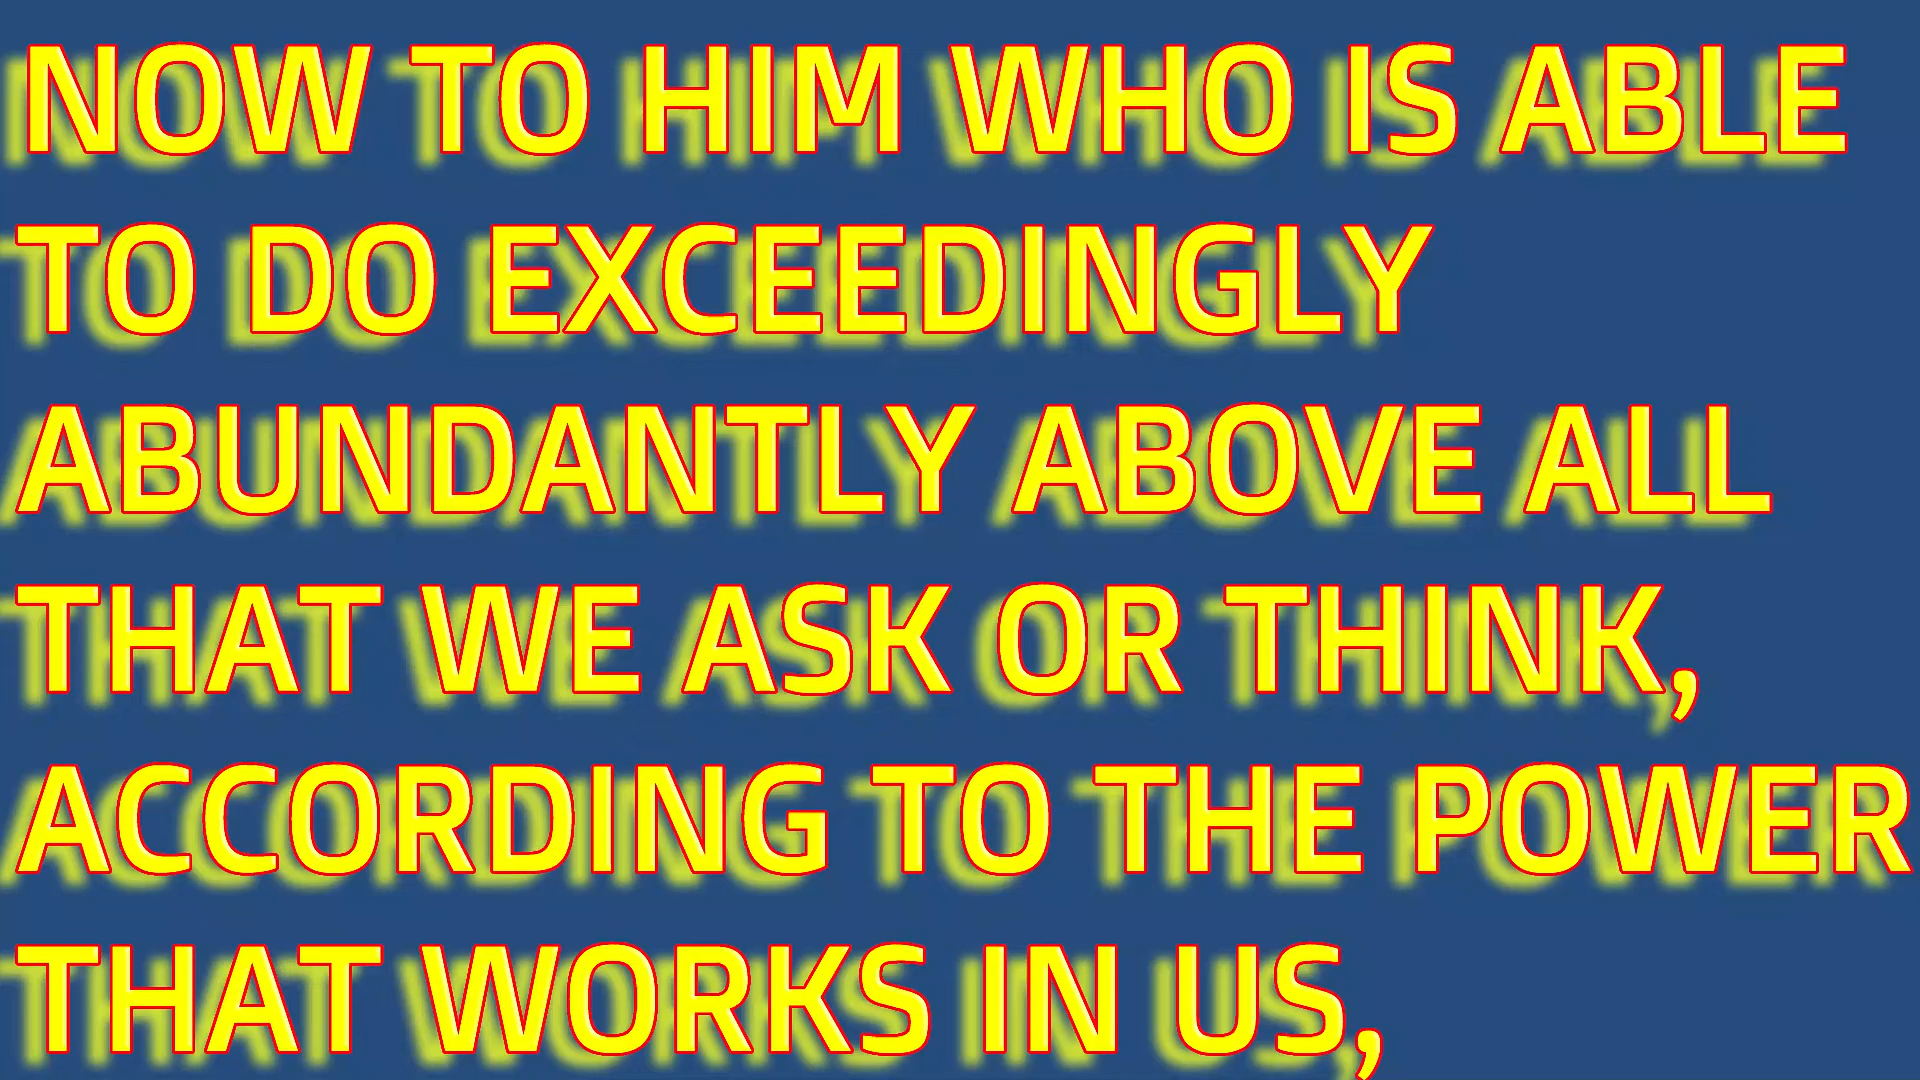 NOW TO HIM WHO IS ABLE
TO DO EXCEEDINGLY
ABUNDANTLY ABOVE ALL
THAT WE ASK OR THINK,
ACCORDING TO THE POWER
THAT WORKS IN US,